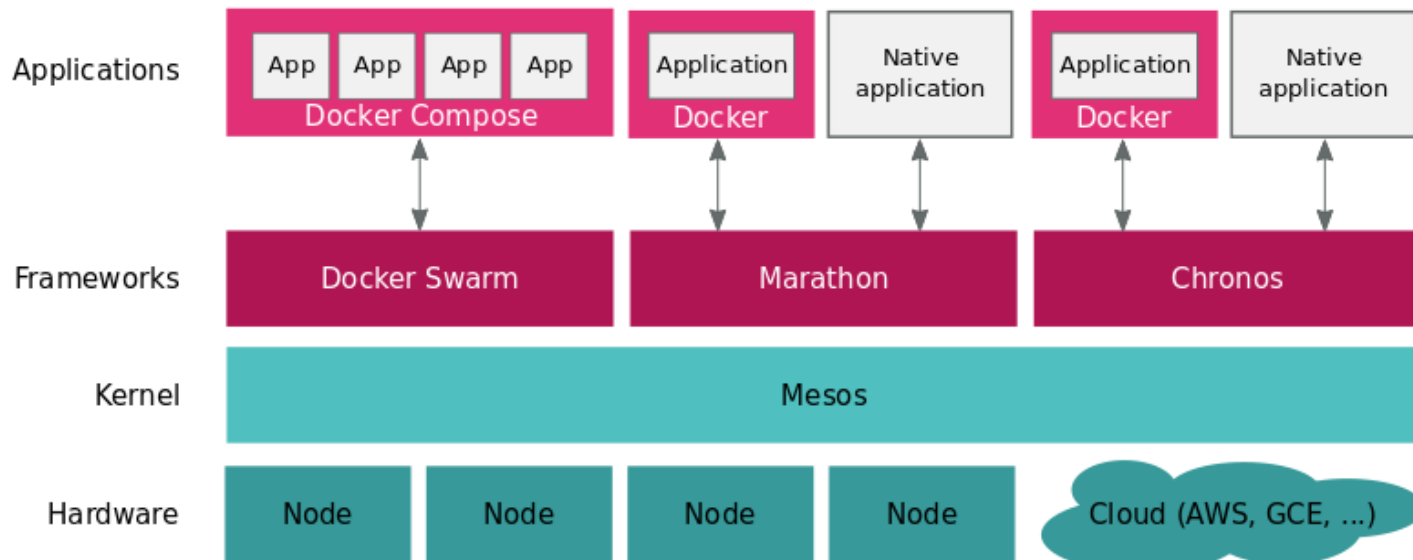 Applications
App App App App
Docker Compose
Application
Docker
Native
application
Application
Docker
Native
application
Frameworks
Docker Swarm
Marathon
Chronos
Kernel
Mesos
Hardware
Node
Node
Node
Node
Cloud (AWS, GCE, ...)